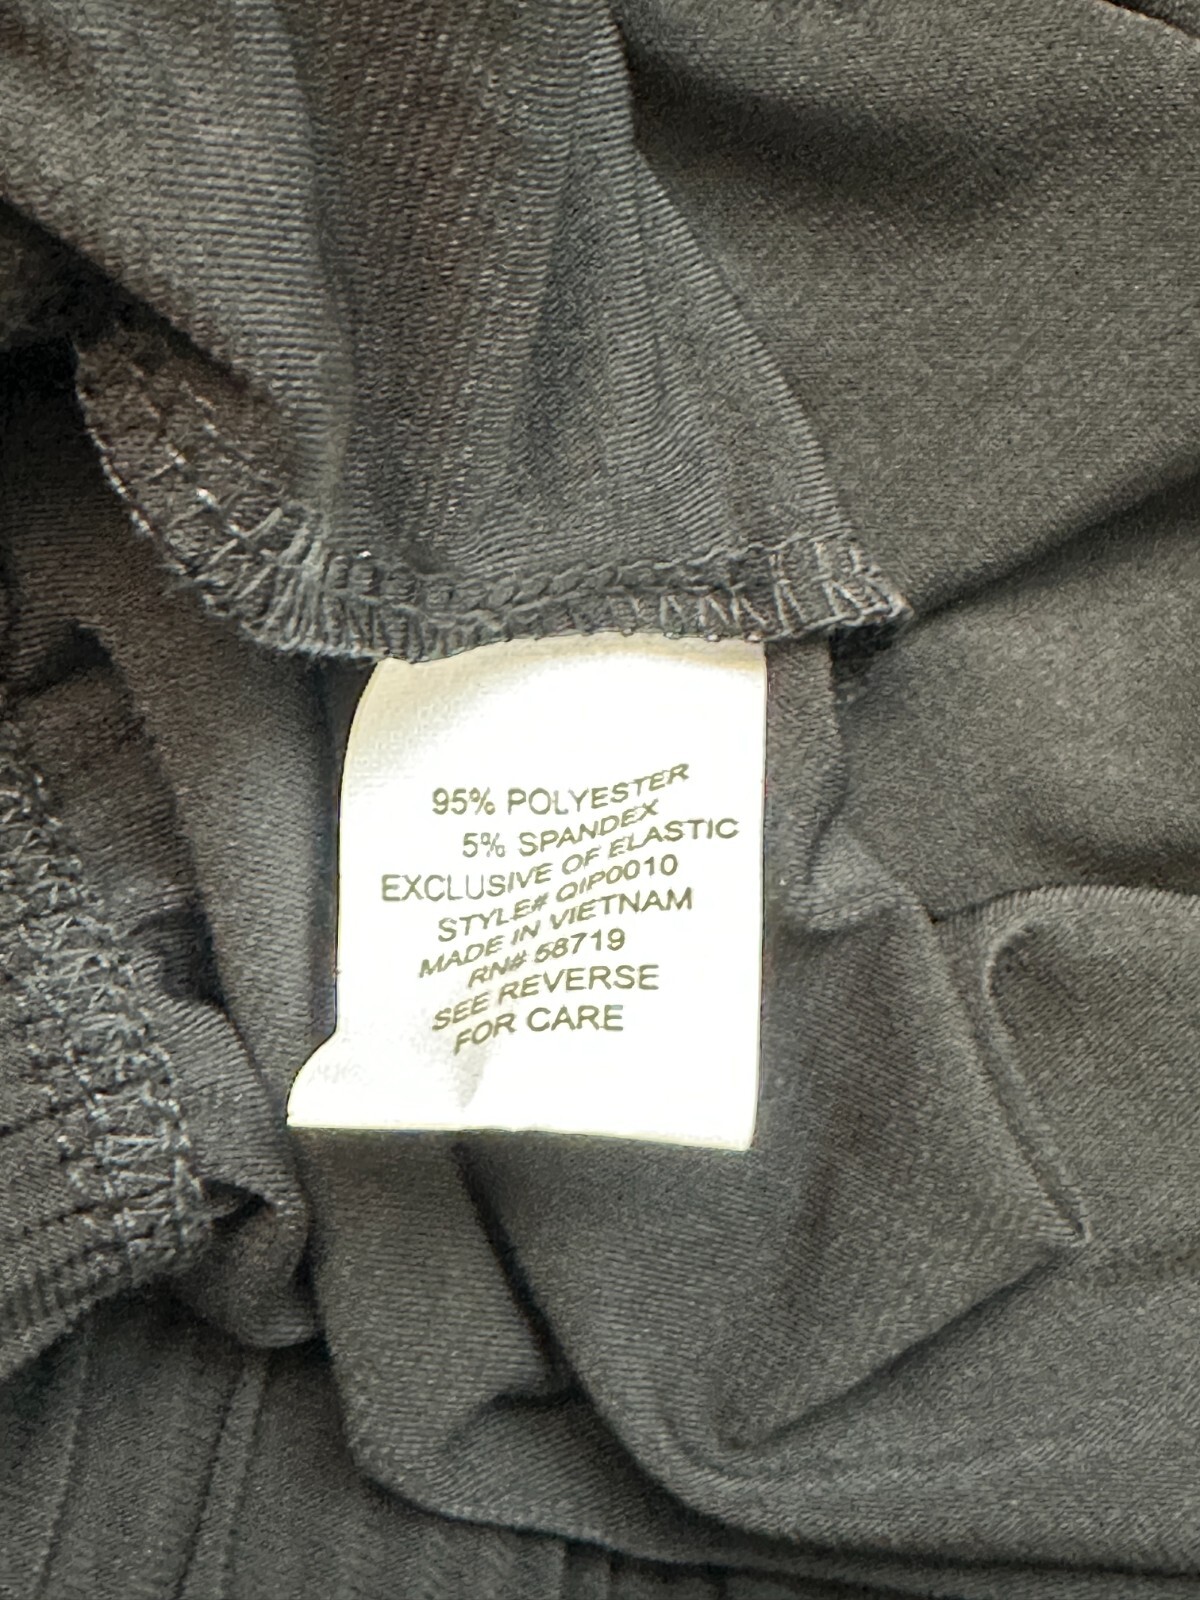 95% POLYESTER
5% SPANDEX
EXCLUSIVE OF ELASTIC
STYLE# QIP0010
MADE IN VIETNAM
RN# 58719
SEE REVERSE
FOR CARE